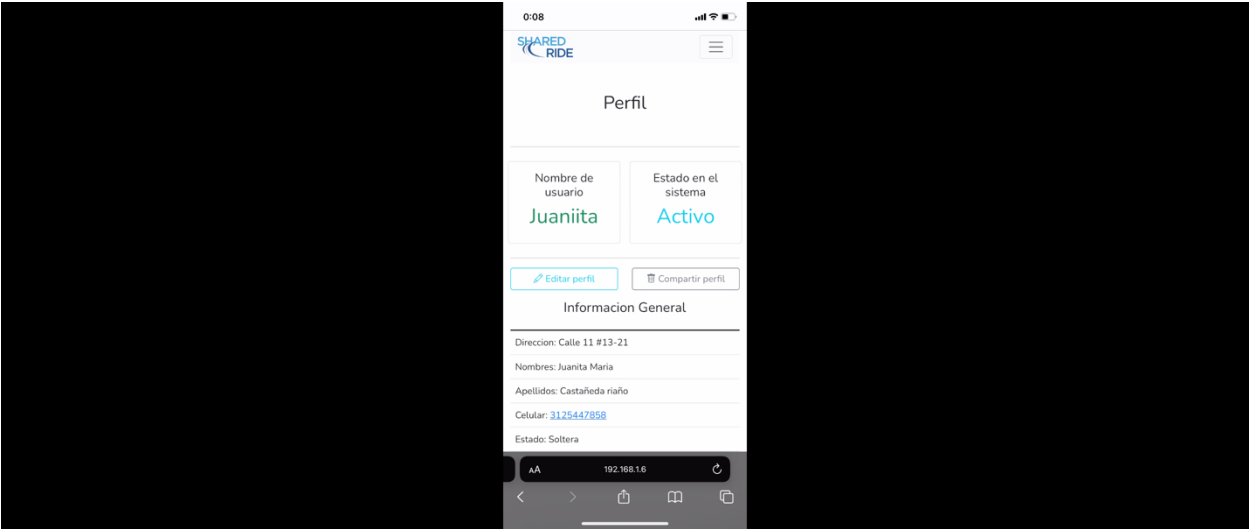 0:08
SHARED
RIDE
Perfil
Nombre de
usuario
Juaniita
Estado en el
sistema
Activo
Editar perfil
Compartir perfil
Informacion General
Direccion: Calle 11 #13-21
Nombres: Juanita Maria
Apellidos: Castañeda riaño
Celular: 3125447858
Estado: Soltera
AA
192.168.1.6